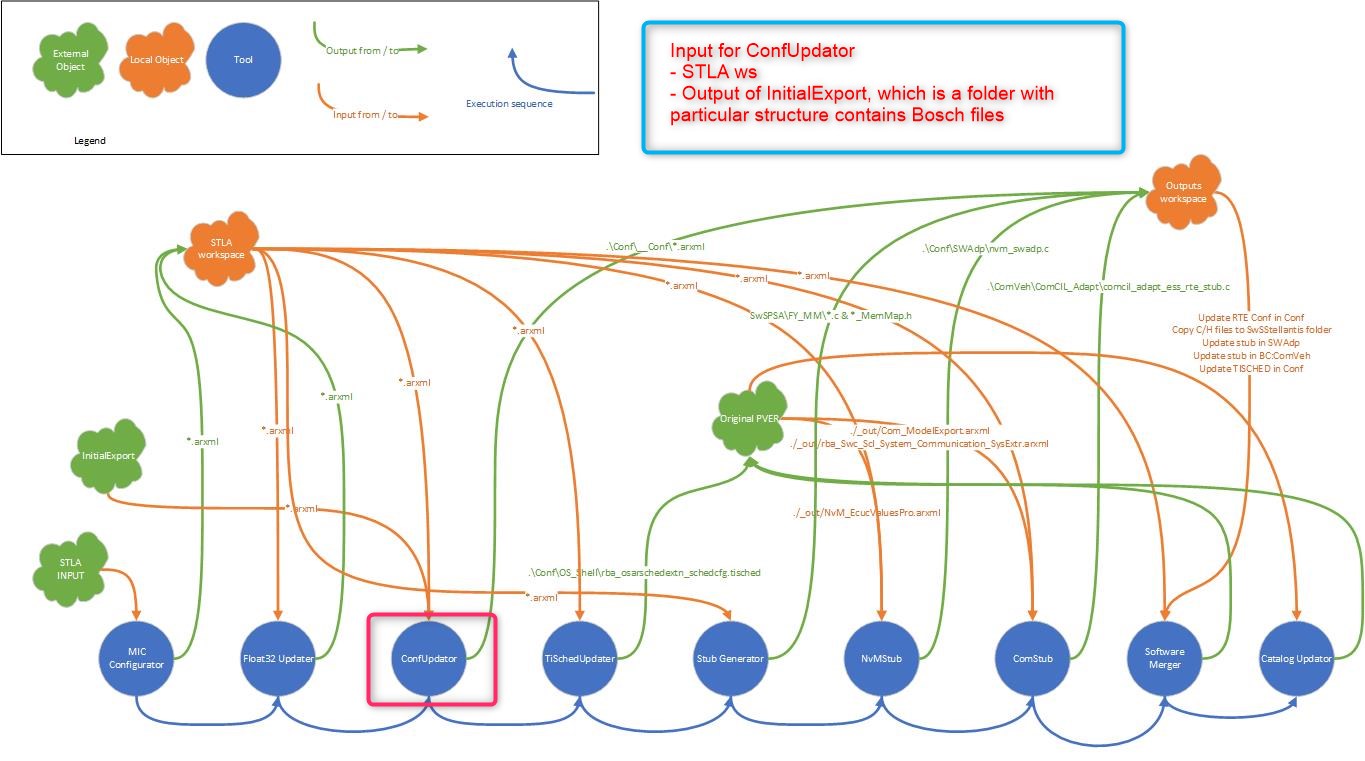 External
Object
Local Object
Tool
Output from / to
Input from / to
Execution sequence
Legend
Input for ConfUpdator
- STLA ws
- Output of InitialExport, which is a folder with
particular structure contains Bosch files
Outputs
workspace
STLA
workspace
.\Conf\__Conf\*.arxml
.\Conf\SWAdp\nvm_swadp.c
*.arxml
*.arxml
*.arxml
.\ComVeh\ComCIL_Adapt\comcil_adapt_ess_rte_stub.c
SwSPSA\FY_MM\*.c & *_MemMap.h
Update RTE Conf in Conf
Copy C/H files to SwSStellantis folder
Update stub in SWAdp
Update stub in BC:ComVeh
Update TISCHED in Conf
*.arxml
*.arxml
*.arxml
Original PVER
*.arxml
*.arxml
./_out/Com_ModelExport.arxml
./_out/rba_Swc_Scl_System_Communication_SysExtr.arxml
InitialExport
*.arxml
./_out/NvM_EcucValuesPro.arxml
STLA
INPUT
.\Conf\OS_Shell\rba_osarschedextn_schedcfg.tisched
*.arxml
MIC
Configurator
Float32 Updater
ConfUpdator
TiSchedUpdater
Stub Generator
NvMStub
ComStub
Software
Merger
Catalog Updator